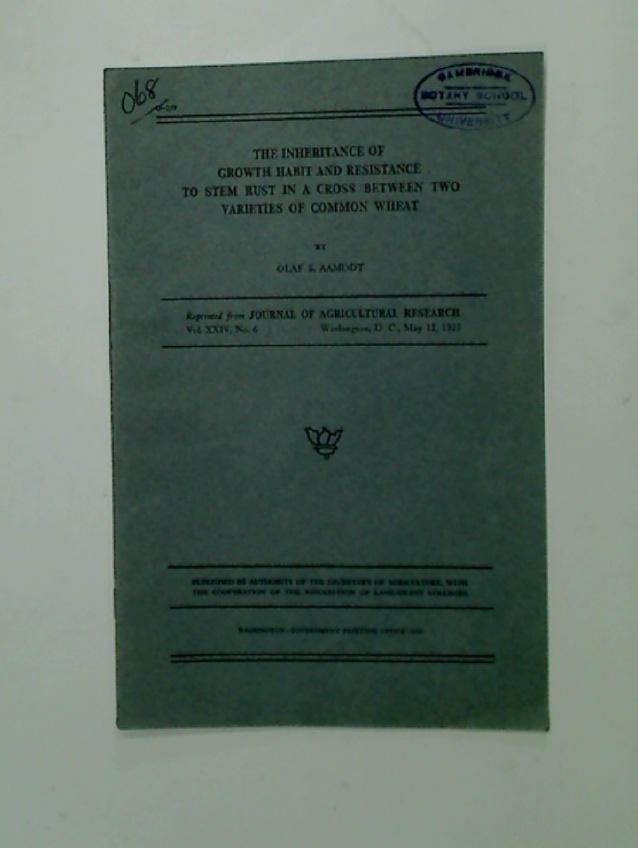 068
CAMBRIDGE
BOTANY SCHOOL
UNIVERSITY
THE INHERITANCE OF
GROWTH HABIT AND RESISTANCE
TO STEM RUST IN A CROSS BETWEEN TWO
VARIETIES OF COMMON WHEAT
BY
OLAF S. AAMODT
Reprinted from JOURNAL OF AGRICULTURAL RESEARCH
Vol. XXIV, No. 6 Washington, D. C., May 12, 1923
PUBLISHED BY AUTHORITY OF THE SECRETARY OF AGRICULTURE, WITH
THE COOPERATION OF THE ASSOCIATION OF LAND-GRANT COLLEGES
WASHINGTON : GOVERNMENT PRINTING OFFICE :